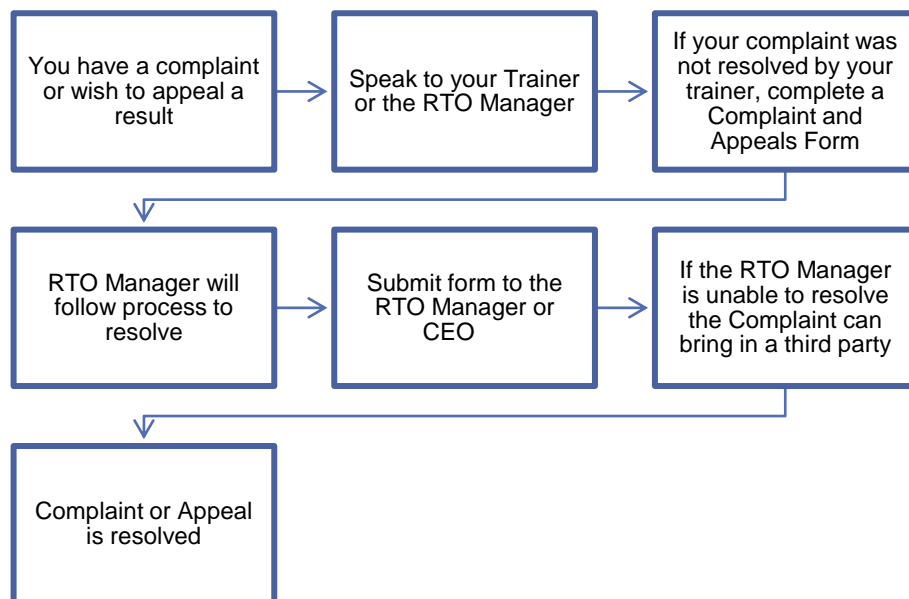 You have a complaint
or wish to appeal a
result
Speak to your Trainer
or the RTO Manager
If your complaint was
not resolved by your
trainer, complete a
Complaint and
Appeals Form
RTO Manager will
follow process to
resolve
Submit form to the
RTO Manager or
CEO
If the RTO Manager
is unable to resolve
the Complaint can
bring in a third party
Complaint or Appeal
is resolved